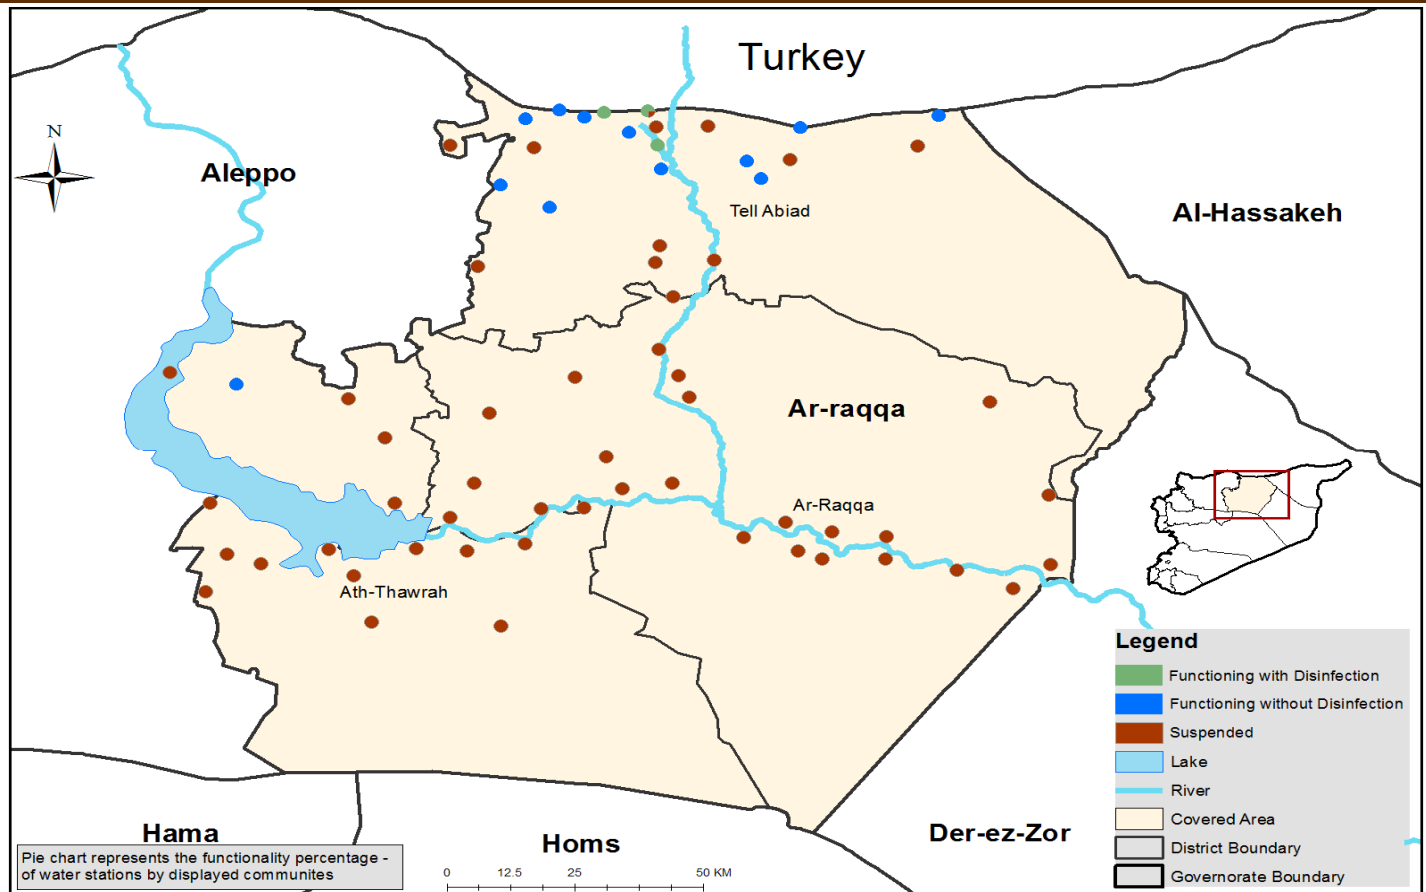 Turkey
N
Aleppo
Tell Abiad
Al-Hassakeh
Ar-raqqa
Ar-Raqqa
Ath-Thawrah
Legend
Functioning with Disinfection
Functioning without Disinfection
Suspended
Lake
River
Covered Area
District Boundary
Governorate Boundary
Hama
Homs
Der-ez-Zor
Pie chart represents the functionality percentage -
of water stations by displayed communites
0 12.5 25 50 KM